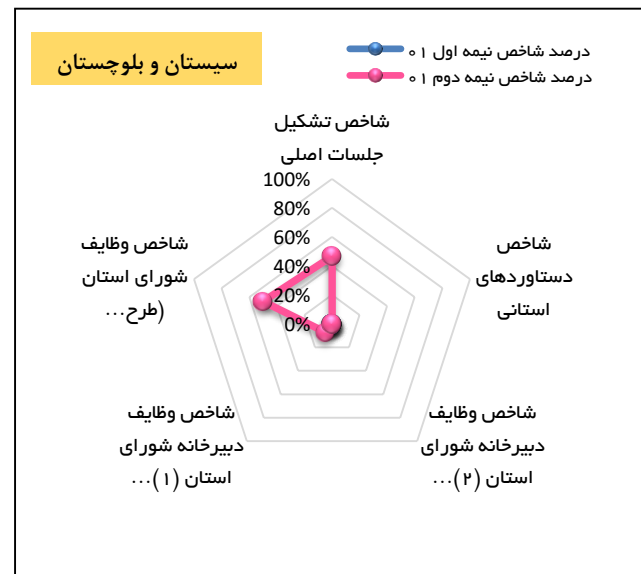 سیستان و بلوچستان
درصد شاخص نیمه اول ۰۱
درصد شاخص نیمه دوم ۰۱
شاخص تشکیل
جلسات اصلی
100%
80%
60%
40%
20%
0%
شاخص
دستاوردهای
استانی
شاخص وظایف
دبیرخانه شورای
استان (۲)...
شاخص وظایف
دبیرخانه شورای
استان (۱)...
شاخص وظایف
شورای استان
(طرح...